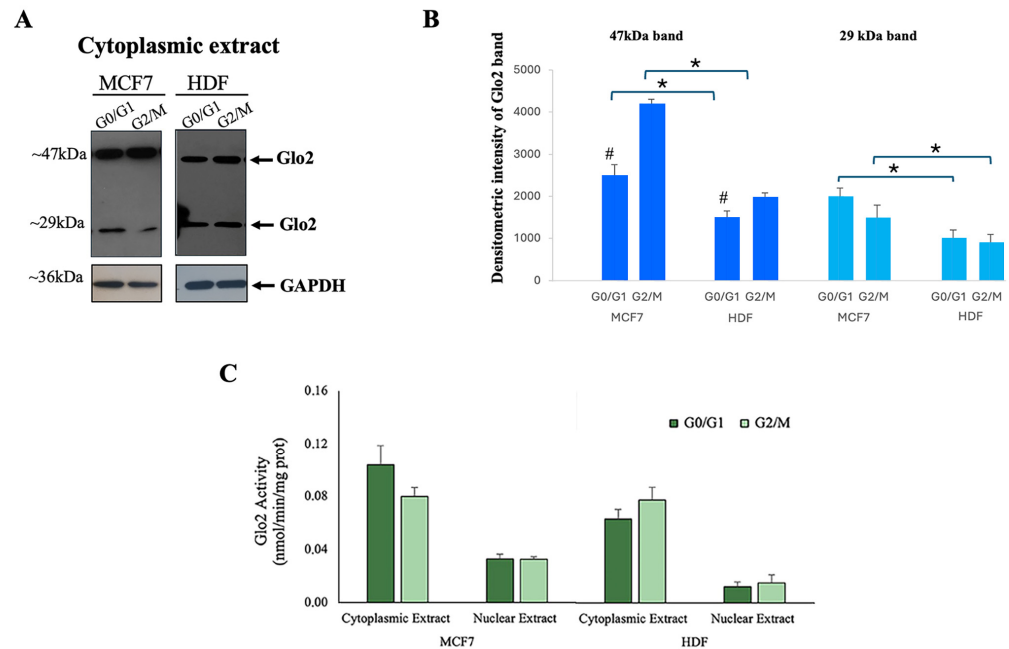 A
Cytoplasmic extract
MCF7 HDF
G0/G1 G2/M G0/G1 G2/M
~47kDa Glo2
~29kDa Glo2
~36kDa GAPDH
B
47kDa band 29 kDa band
Densitometric intensity of Glo2 band
5000
4000
3000
2000
1000
0
* * * *
# #
G0/G1 G2/M G0/G1 G2/M G0/G1 G2/M G0/G1 G2/M
MCF7 HDF MCF7 HDF
C
Glo2 Activity
(nmol/min/mg prot)
0.16
0.12
0.08
0.04
0.00
G0/G1 G2/M
Cytoplasmic Extract Nuclear Extract Cytoplasmic Extract Nuclear Extract
MCF7 HDF